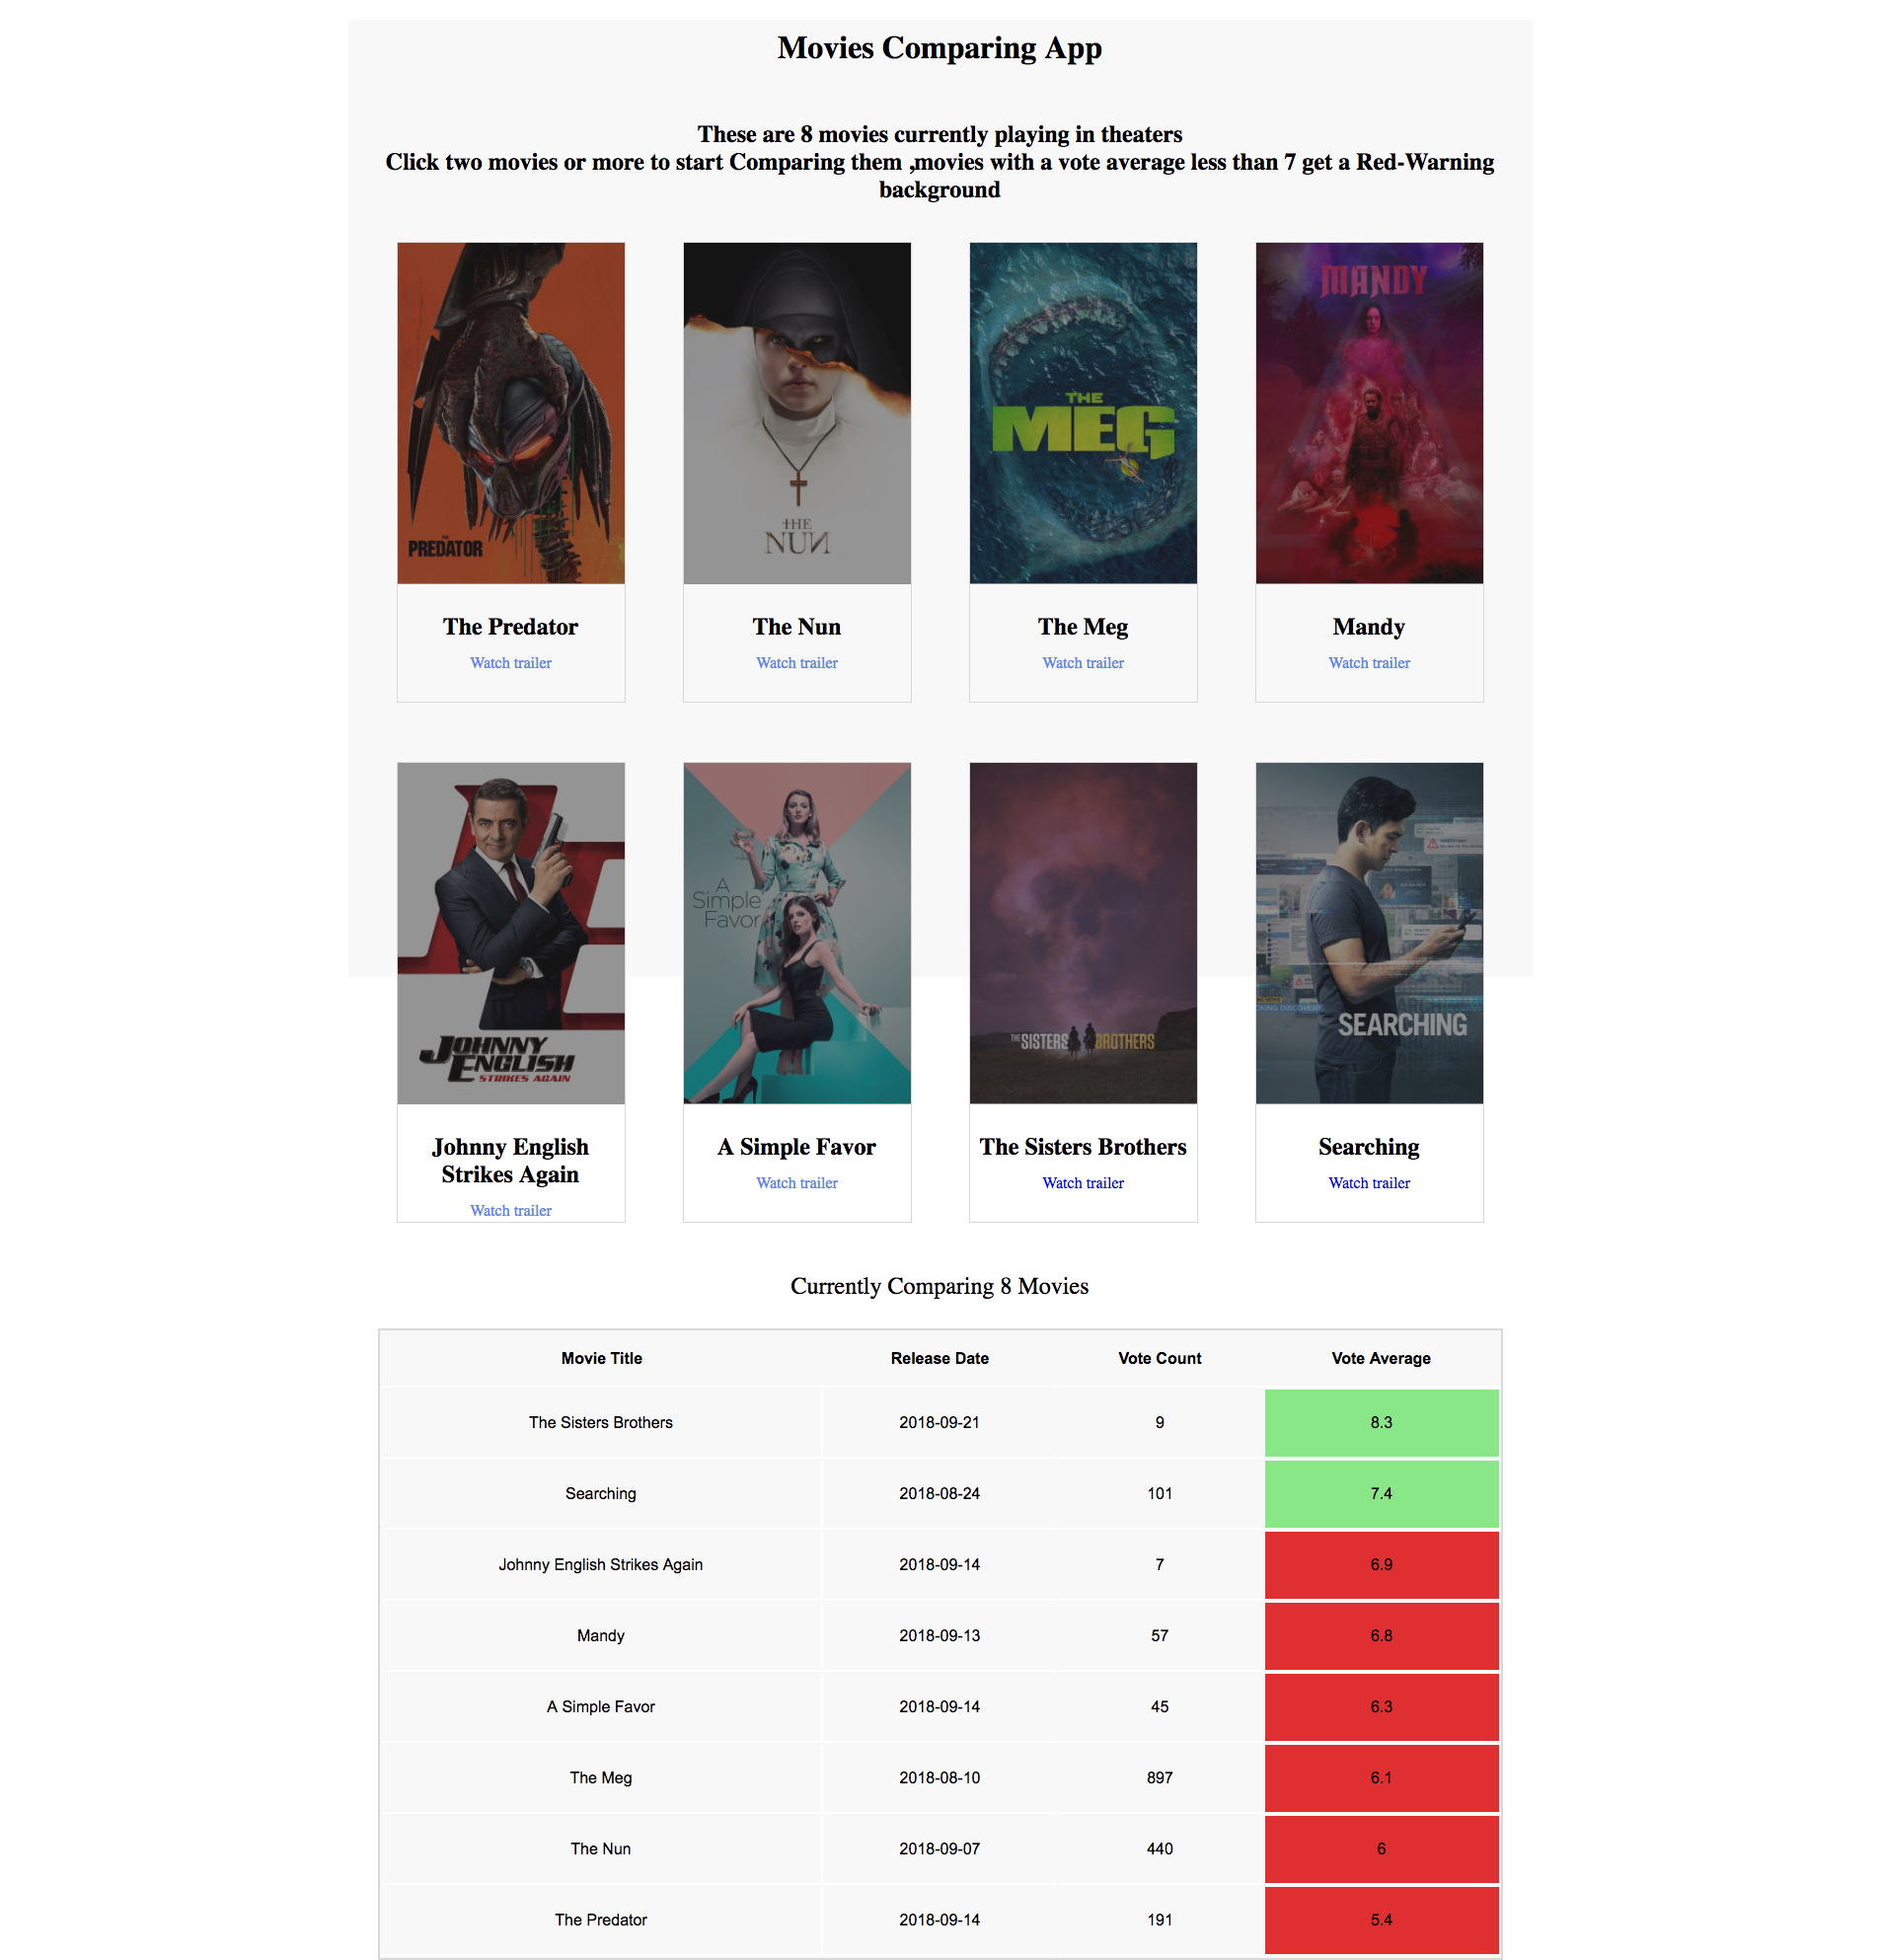 Movies Comparing App
These are 8 movies currently playing in theaters
Click two movies or more to start Comparing them ,movies with a vote average less than 7 get a Red-Warning
background
THE
PREDATOR
THE
NUN
THE
MEG
MANDY
The Predator
Watch trailer
The Nun
Watch trailer
The Meg
Watch trailer
Mandy
Watch trailer
JOHNNY
ENGLISH
STRIKES AGAIN
A
Simple
Favor
THE SISTERS BROTHERS
SEARCHING
Johnny English
Strikes Again
Watch trailer
A Simple Favor
Watch trailer
The Sisters Brothers
Watch trailer
Searching
Watch trailer
Currently Comparing 8 Movies
Movie Title Release Date Vote Count Vote Average
The Sisters Brothers 2018-09-21 9 8.3
Searching 2018-08-24 101 7.4
Johnny English Strikes Again 2018-09-14 7 6.9
Mandy 2018-09-13 57 6.8
A Simple Favor 2018-09-14 45 6.3
The Meg 2018-08-10 897 6.1
The Nun 2018-09-07 440 6
The Predator 2018-09-14 191 5.4